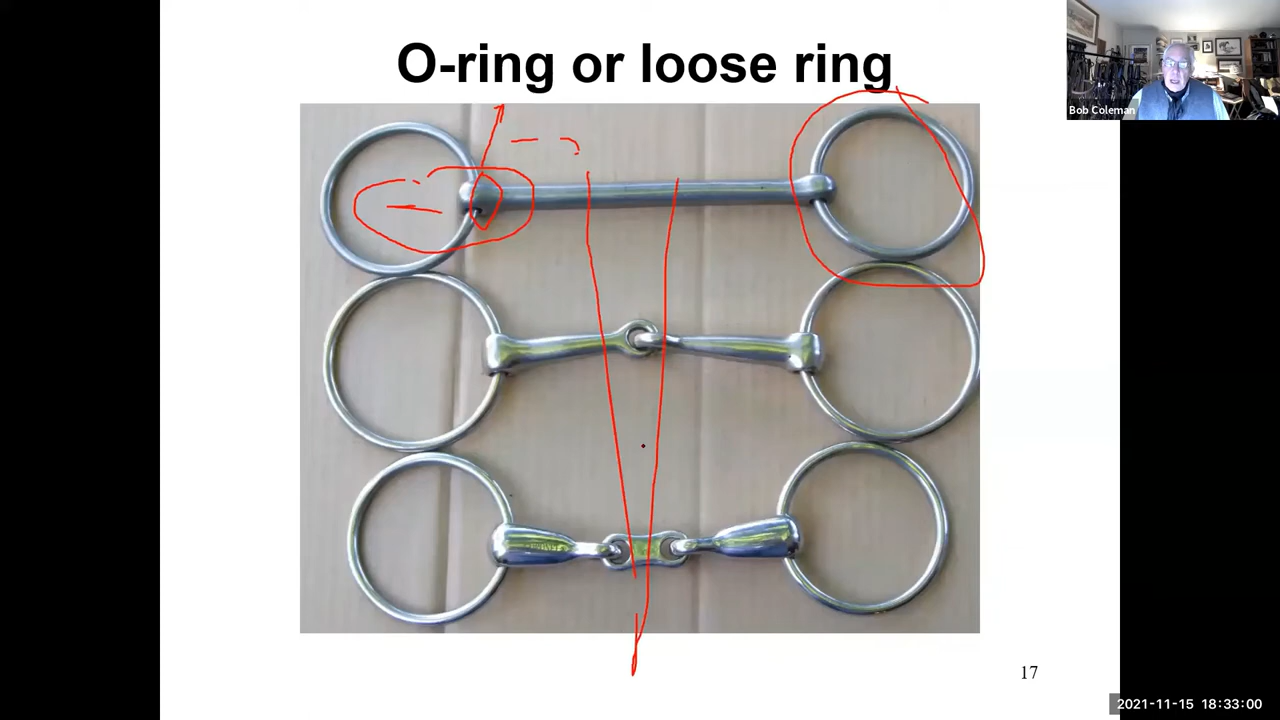 O-ring or loose ring
Bob Coleman
17
2021-11-15 18:33:00